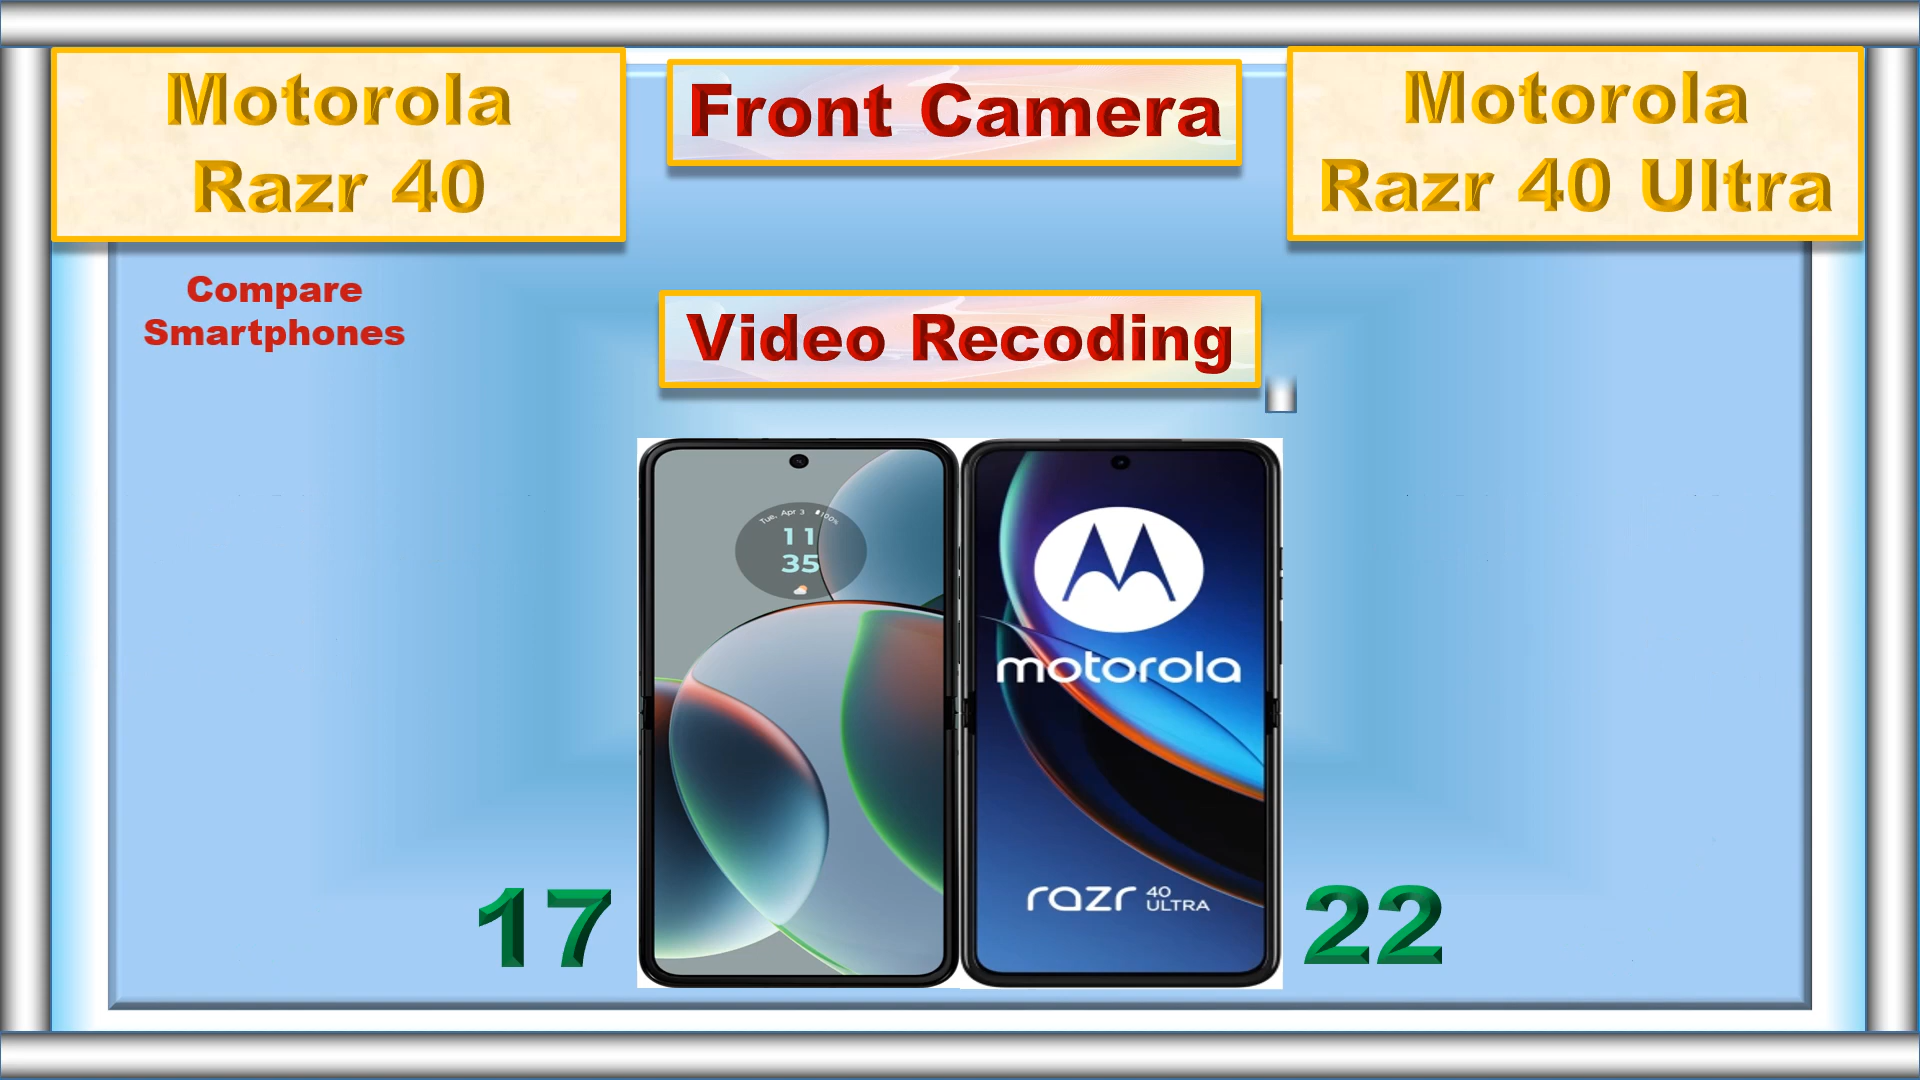 Motorola
Razr 40
Front Camera
Motorola
Razr 40 Ultra
Compare
Smartphones
Video Recoding
Tue, Apr 3 100%
11
35
motorola
razr 40
ULTRA
17
22